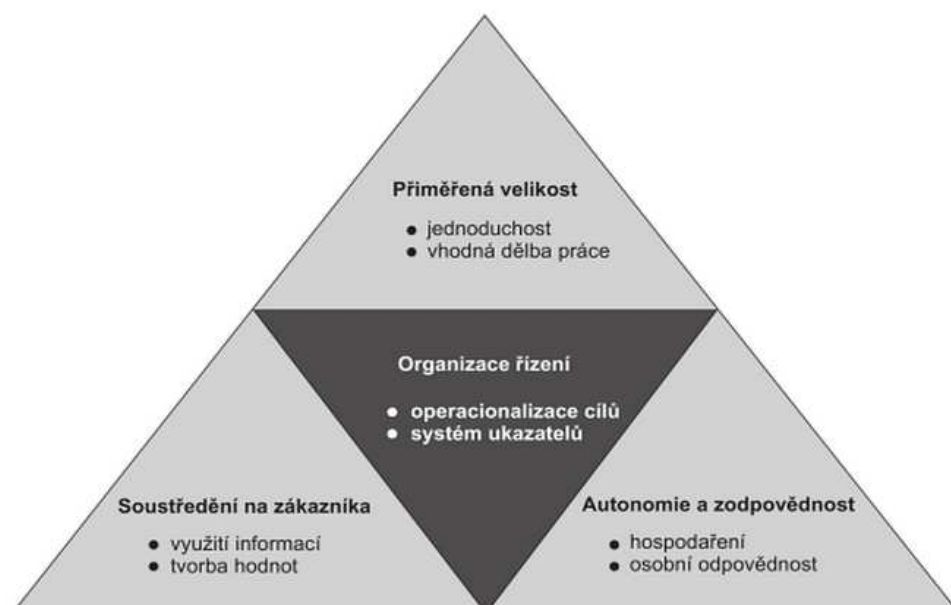 Přiměřená velikost
● jednoduchost
● vhodná dělba práce
Organizace řízení
● operacionalizace cílů
● systém ukazatelů
Soustředění na zákazníka
● využití informací
● tvorba hodnot
Autonomie a zodpovědnost
● hospodaření
● osobní odpovědnost